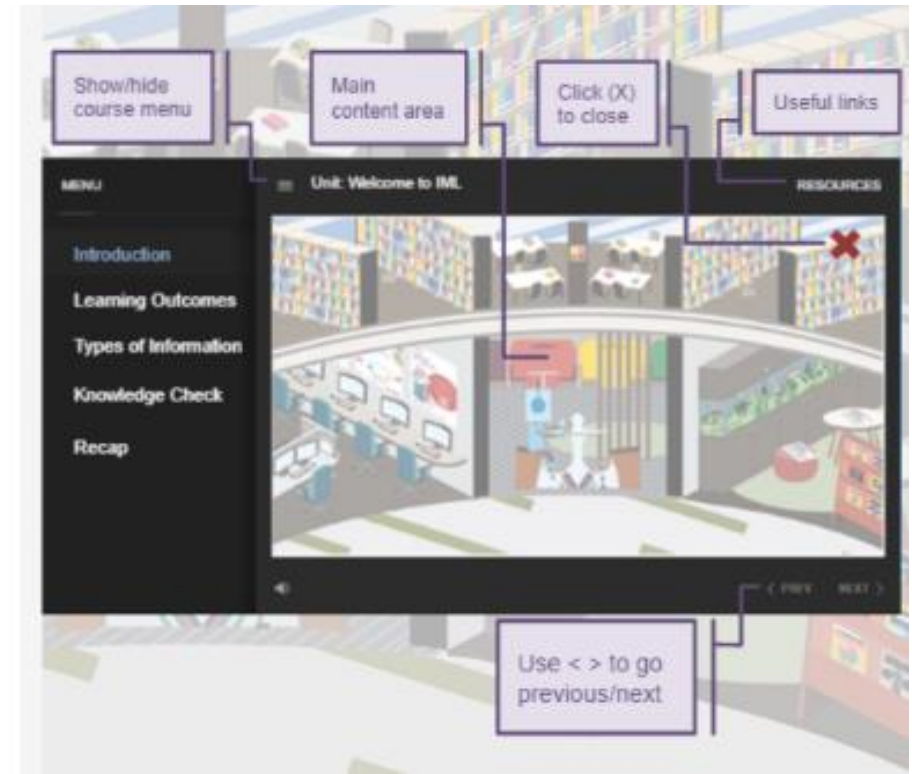 Show/hide
course menu
Main
content area
Click (X)
to close
Useful links
MENU
Unit: Welcome to IML
RESOURCES
Introduction
Learning Outcomes
Types of Information
Knowledge Check
Recap
< PREV NEXT >
Use < > to go
previous/next